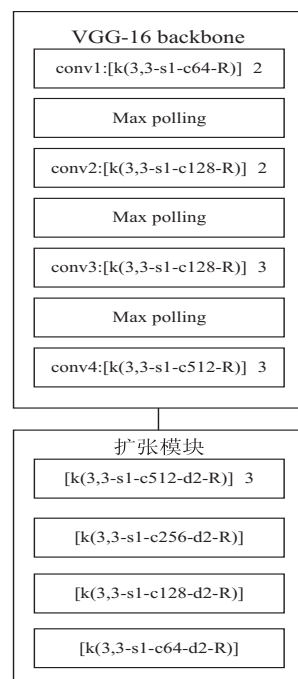 VGG-16 backbone
conv1:[k(3,3-s1-c64-R)] 2
Max polling
conv2:[k(3,3-s1-c128-R)] 2
Max polling
conv3:[k(3,3-s1-c128-R)] 3
Max polling
conv4:[k(3,3-s1-c512-R)] 3
扩张模块
[k(3,3-s1-c512-d2-R)] 3
[k(3,3-s1-c256-d2-R)]
[k(3,3-s1-c128-d2-R)]
[k(3,3-s1-c64-d2-R)]